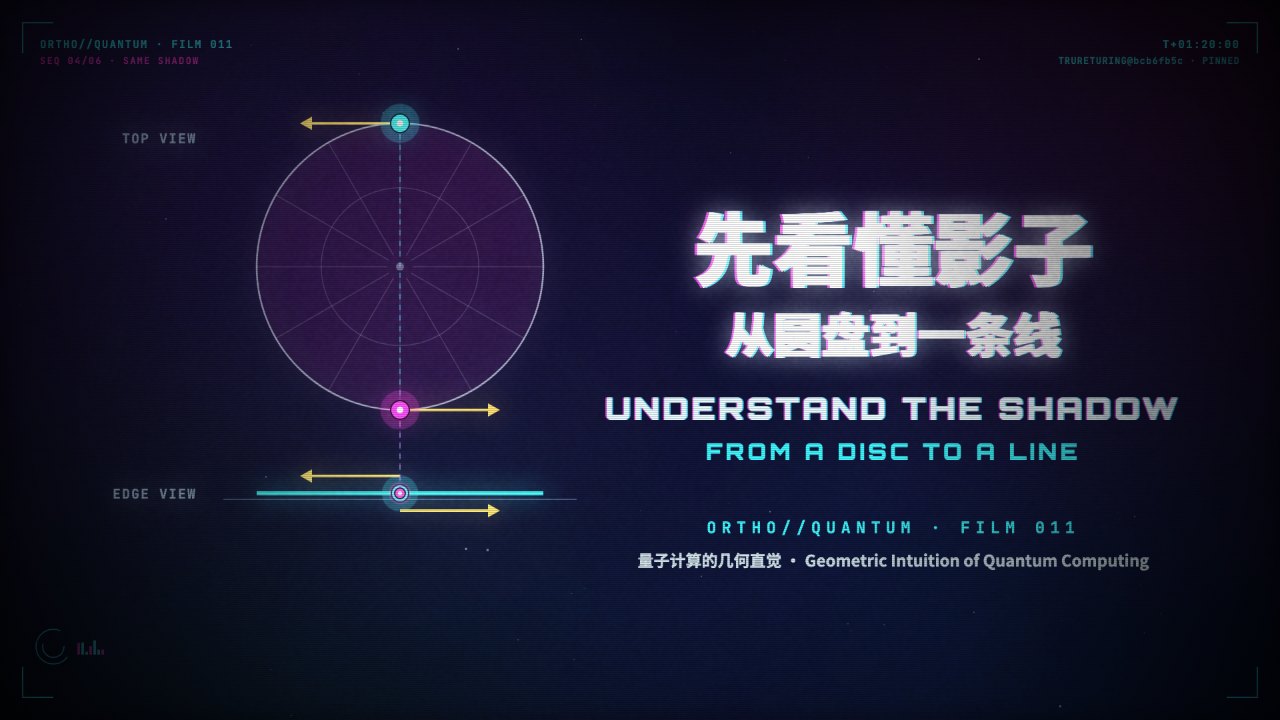 ORTHO//QUANTUM · FILM 011
SEQ 04/06 · SAME SHADOW
T+01:20:00
TRURETURING@bcb6fb5c · PINNED
TOP VIEW
先看懂影子
从圆盘到一条线
UNDERSTAND THE SHADOW
FROM A DISC TO A LINE
EDGE VIEW
ORTHO//QUANTUM · FILM 011
量子计算的几何直觉 · Geometric Intuition of Quantum Computing